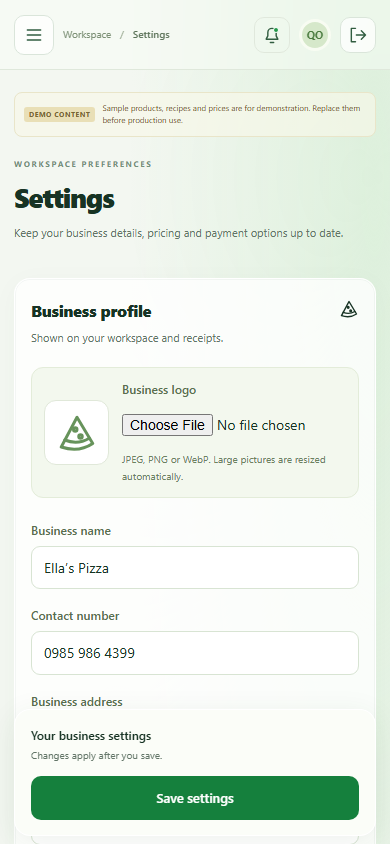 Workspace / Settings
QO
DEMO CONTENT
Sample products, recipes and prices are for demonstration. Replace them
before production use.
WORKSPACE PREFERENCES
Settings
Keep your business details, pricing and payment options up to date.
Business profile
Shown on your workspace and receipts.
Business logo
Choose File No file chosen
JPEG, PNG or WebP. Large pictures are resized
automatically.
Business name
Ella's Pizza
Contact number
0985 986 4399
Business address
Your business settings
Changes apply after you save.
Save settings